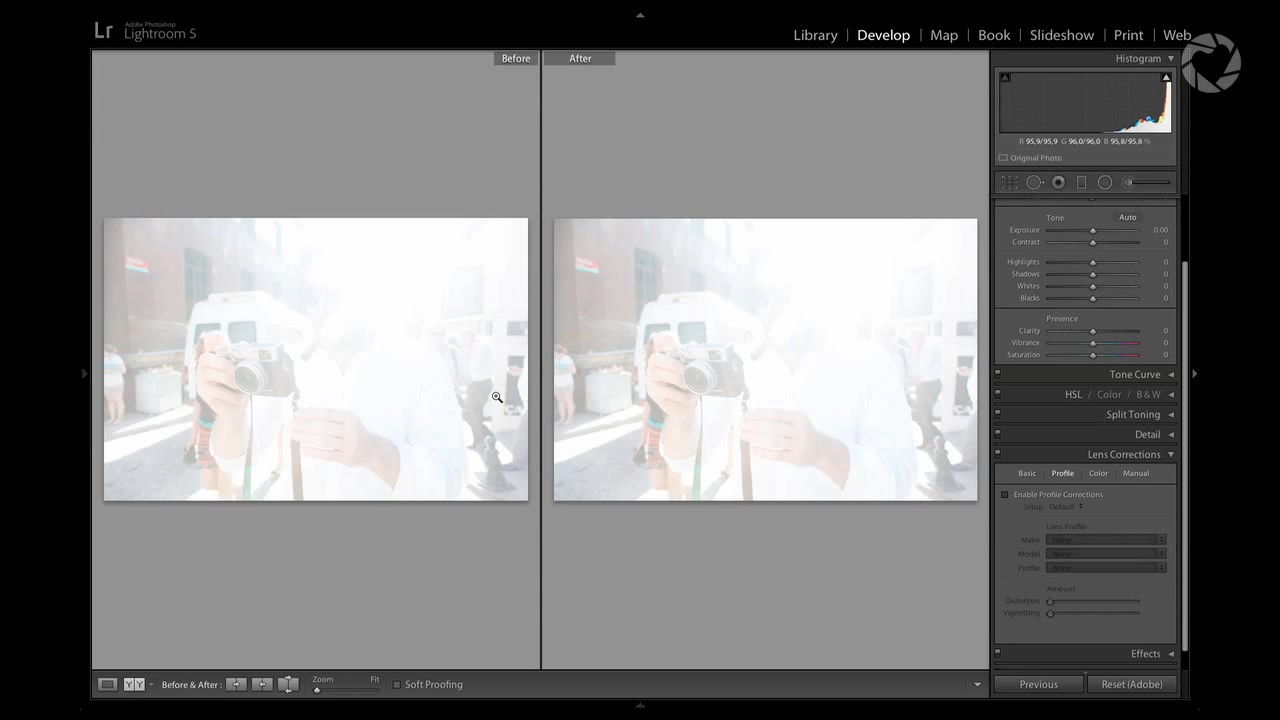 Lr
Adobe Photoshop
Lightroom 5
Library | Develop | Map | Book | Slideshow | Print | Web
Before
After
Histogram
R 95,9/95,9 G 96,0/96,0 B 95,8/95,8 %
Original Photo
Tone Auto
Exposure 0.00
Contrast 0
Highlights 0
Shadows 0
Whites 0
Blacks 0
Presence
Clarity 0
Vibrance 0
Saturation 0
Tone Curve
HSL / Color / B & W
Split Toning
Detail
Lens Corrections
Basic Profile Color Manual
Enable Profile Corrections
Setup Default
Lens Profile
Make None
Model None
Profile None
Amount
Distortion
Vignetting
Effects
Y Y Before & After : Zoom Fit Soft Proofing
Previous Reset (Adobe)